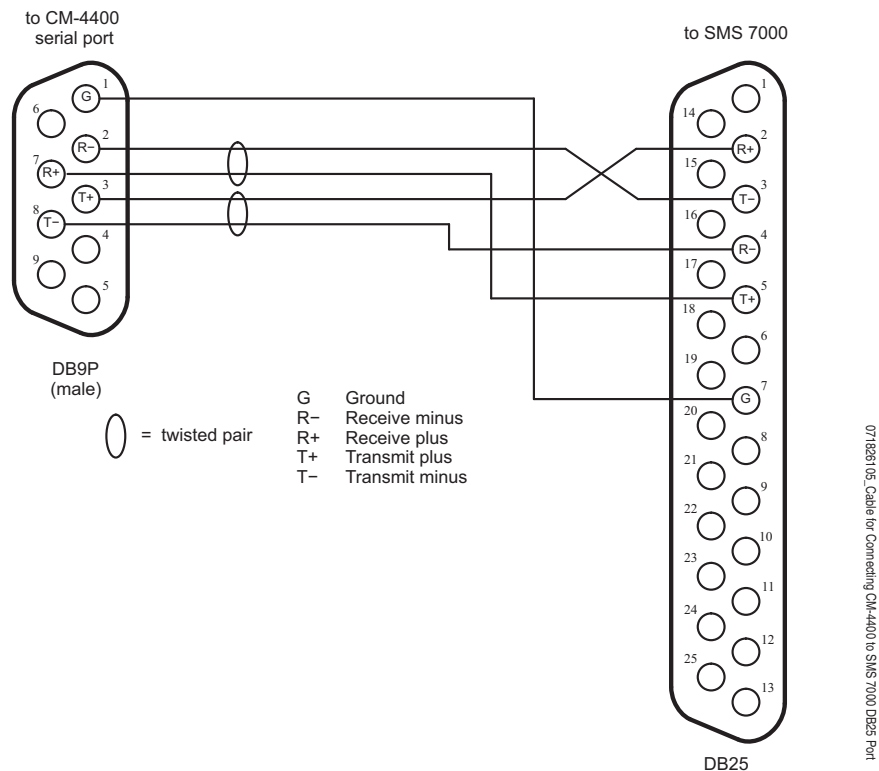 to CM-4400
serial port
to SMS 7000
1
G
6
2
R−
7
R+
3
T+
8
T−
4
9
5
1
14
2
R+
15
3
T−
16
4
R−
17
5
T+
18
6
19
7
G
20
8
21
9
22
10
23
11
24
12
25
13
DB9P
(male)
= twisted pair
G Ground
R− Receive minus
R+ Receive plus
T+ Transmit plus
T− Transmit minus
DB25
071826105_Cable for Connecting CM-4400 to SMS 7000 DB25 Port